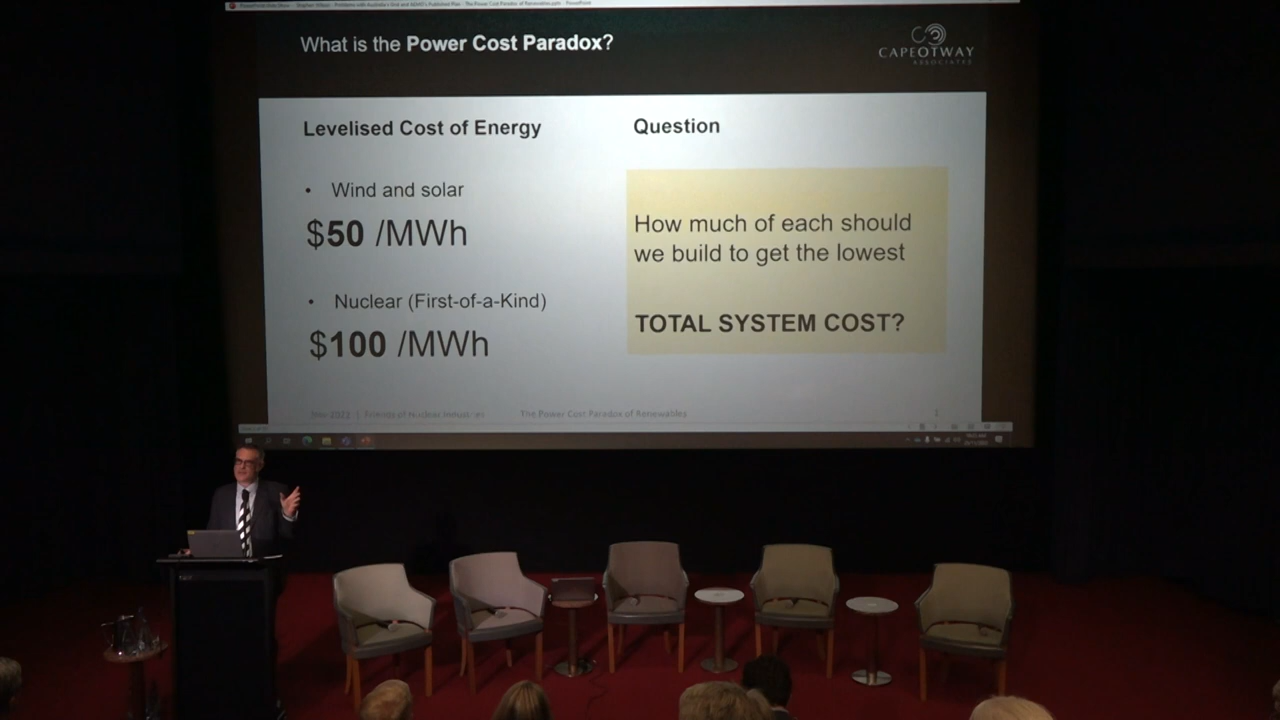 What is the Power Cost Paradox?
CAPEOTWAY
ASSOCIATES
Levelised Cost of Energy
• Wind and solar
$50 /MWh
• Nuclear (First-of-a-Kind)
$100 /MWh
Question
How much of each should
we build to get the lowest
TOTAL SYSTEM COST?
The Power Cost Paradox of Renewables